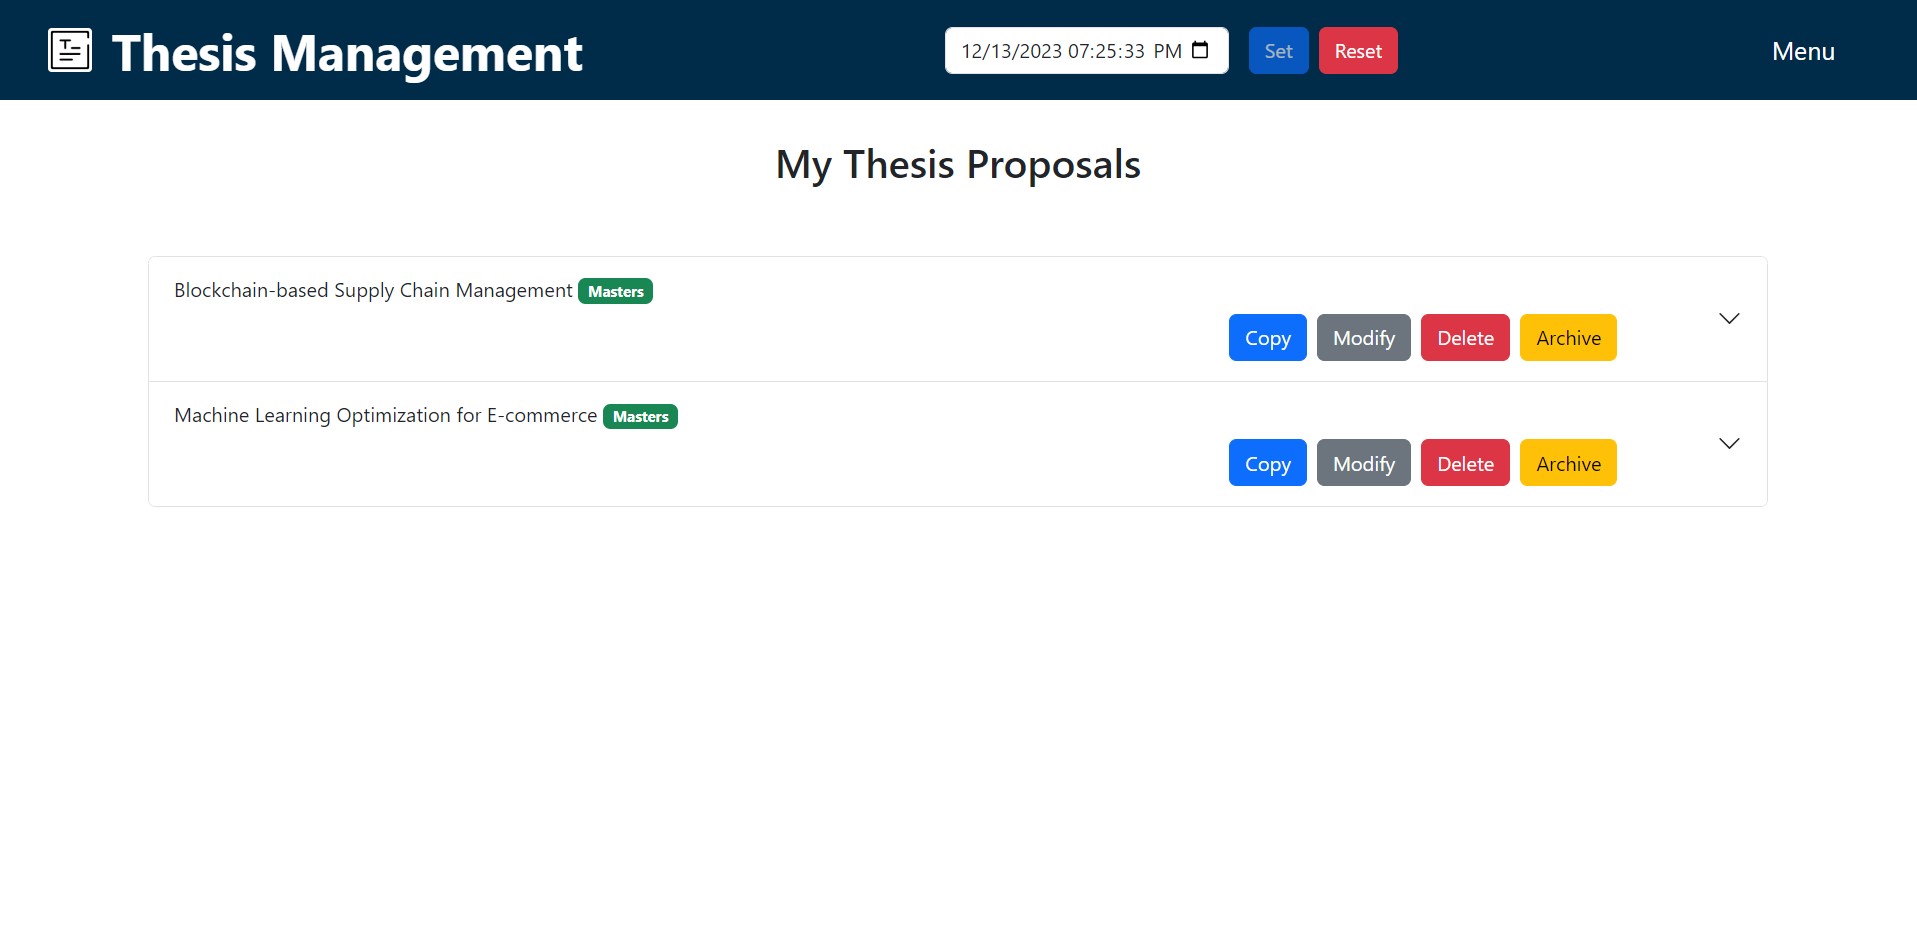 Thesis Management
12/13/2023 07:25:33 PM
Set
Reset
Menu
My Thesis Proposals
Blockchain-based Supply Chain Management Masters
Copy Modify Delete Archive
Machine Learning Optimization for E-commerce Masters
Copy Modify Delete Archive